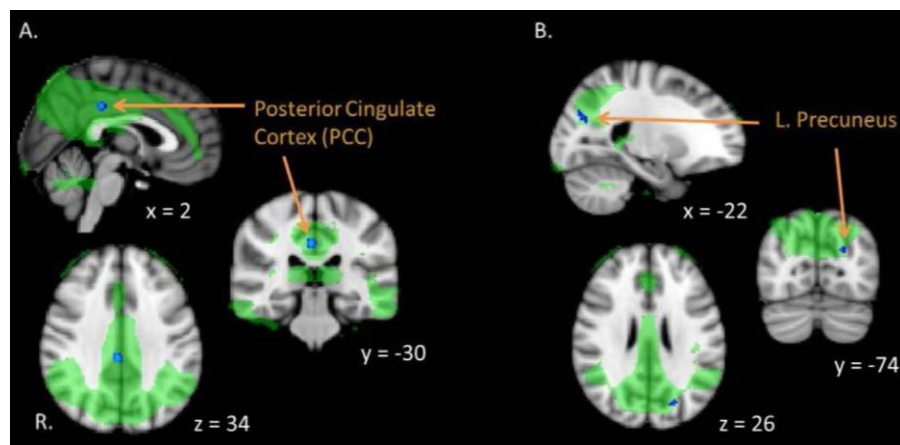 A.
Posterior Cingulate
Cortex (PCC)
x = 2
y = -30
R.
z = 34
B.
L. Precuneus
x = -22
y = -74
z = 26